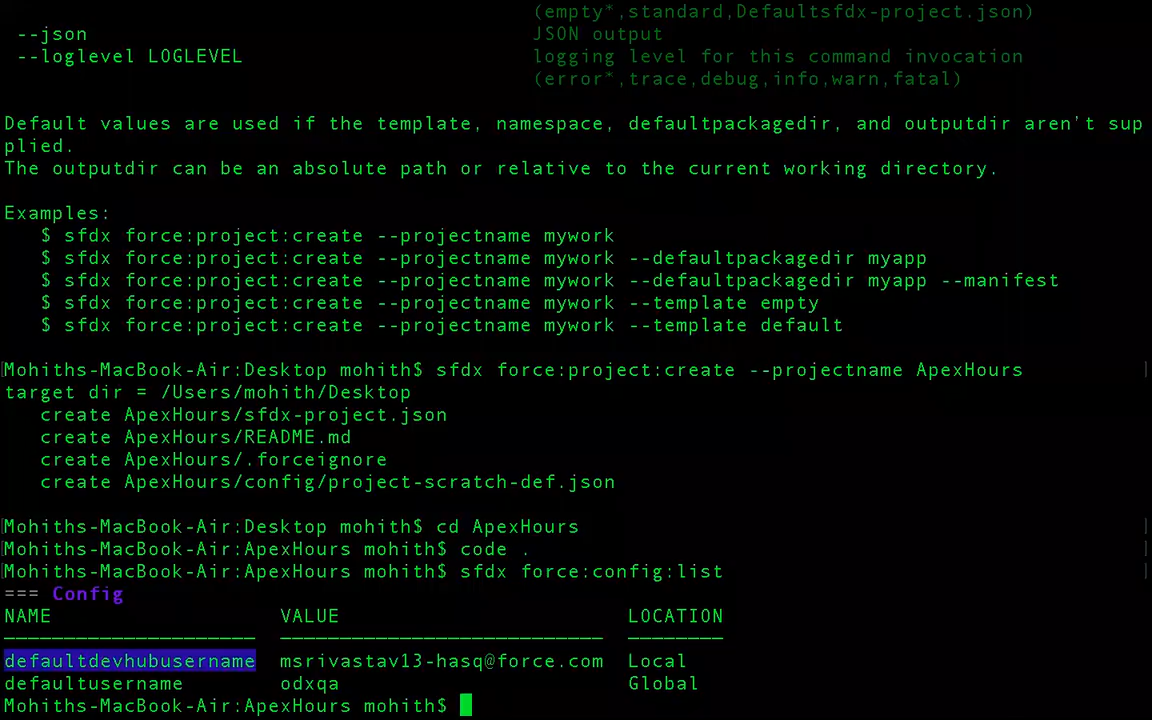 (empty*,standard,Defaultsfdx-project.json)
--json JSON output
--loglevel LOGLEVEL logging level for this command invocation
(error*,trace,debug,info,warn,fatal)
Default values are used if the template, namespace, defaultpackagedir, and outputdir aren't sup
plied.
The outputdir can be an absolute path or relative to the current working directory.
Examples:
$ sfdx force:project:create --projectname mywork
$ sfdx force:project:create --projectname mywork --defaultpackagedir myapp
$ sfdx force:project:create --projectname mywork --defaultpackagedir myapp --manifest
$ sfdx force:project:create --projectname mywork --template empty
$ sfdx force:project:create --projectname mywork --template default
Mohiths-MacBook-Air:Desktop mohith$ sfdx force:project:create --projectname ApexHours
target dir = /Users/mohith/Desktop
create ApexHours/sfdx-project.json
create ApexHours/README.md
create ApexHours/.forceignore
create ApexHours/config/project-scratch-def.json
Mohiths-MacBook-Air:Desktop mohith$ cd ApexHours
Mohiths-MacBook-Air:ApexHours mohith$ code .
Mohiths-MacBook-Air:ApexHours mohith$ sfdx force:config:list
=== Config
NAME VALUE LOCATION
defaultdevhubusername msrivastav13-hasq@force.com Local
defaultusername odxqa Global
Mohiths-MacBook-Air:ApexHours mohith$